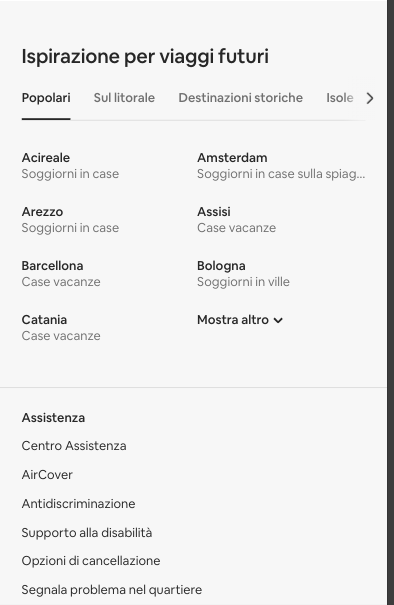 Ispirazione per viaggi futuri
Popolari Sul litorale Destinazioni storiche Isole
Acireale
Soggiorni in case
Amsterdam
Soggiorni in case sulla spiag...
Arezzo
Soggiorni in case
Assisi
Case vacanze
Barcellona
Case vacanze
Bologna
Soggiorni in ville
Catania
Case vacanze
Mostra altro
Assistenza
Centro Assistenza
AirCover
Antidiscriminazione
Supporto alla disabilità
Opzioni di cancellazione
Segnala problema nel quartiere